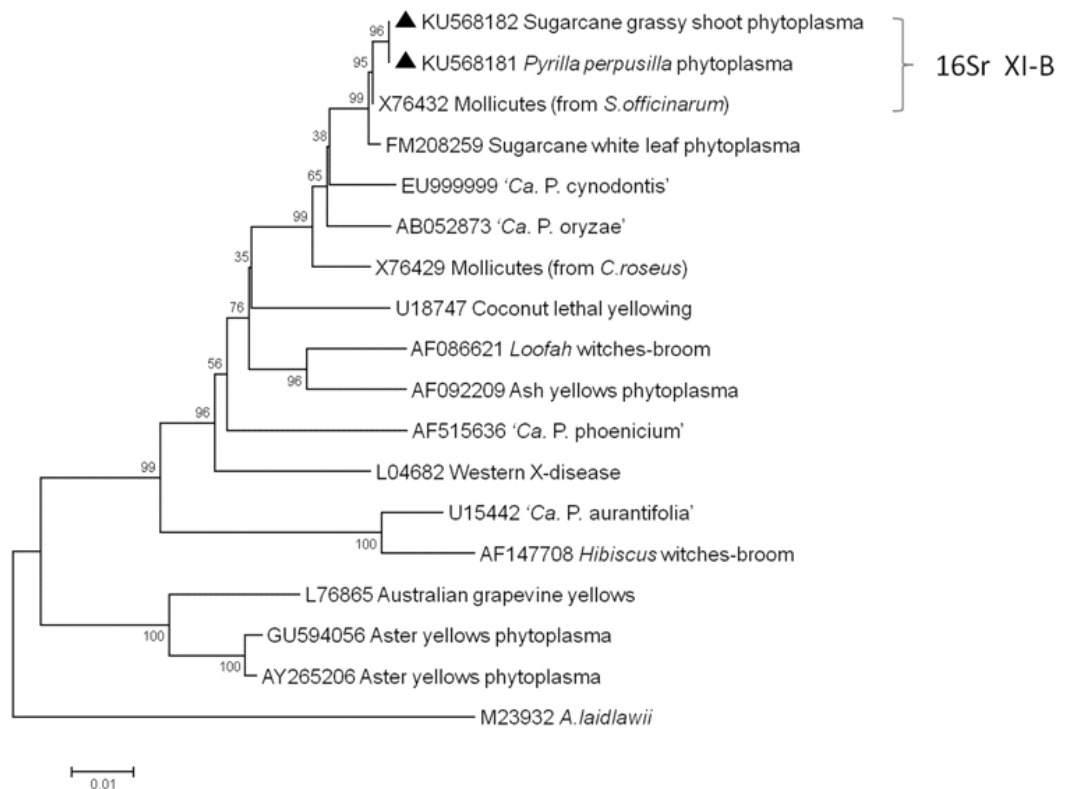 96
▲ KU568182 Sugarcane grassy shoot phytoplasma
95
▲ KU568181 Pyrilla perpusilla phytoplasma
16Sr XI-B
99
X76432 Mollicutes (from S.officinarum)
38
FM208259 Sugarcane white leaf phytoplasma
65
EU999999 ‘Ca. P. cynodontis’
99
AB052873 ‘Ca. P. oryzae’
35
X76429 Mollicutes (from C.roseus)
76
U18747 Coconut lethal yellowing
AF086621 Loofah witches-broom
56
96
AF092209 Ash yellows phytoplasma
96
AF515636 ‘Ca. P. phoenicium’
99
L04682 Western X-disease
U15442 ‘Ca. P. aurantifolia’
100
AF147708 Hibiscus witches-broom
L76865 Australian grapevine yellows
100
GU594056 Aster yellows phytoplasma
100
AY265206 Aster yellows phytoplasma
M23932 A.laidlawii
0.01